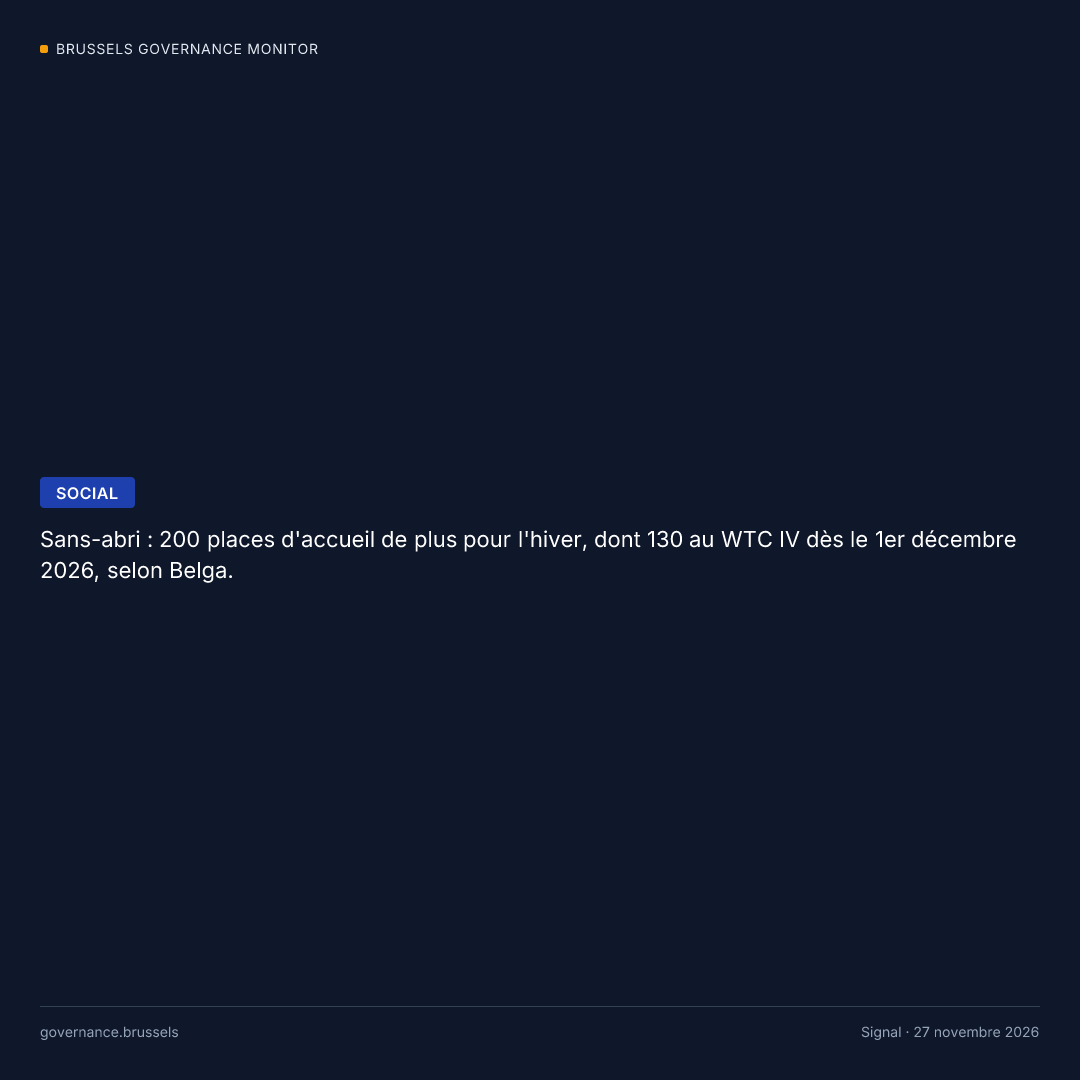 BRUSSELS GOVERNANCE MONITOR
SOCIAL
Sans-abri : 200 places d'accueil de plus pour l'hiver, dont 130 au WTC IV dès le 1er décembre
2026, selon Belga.
governance.brussels
Signal · 27 novembre 2026